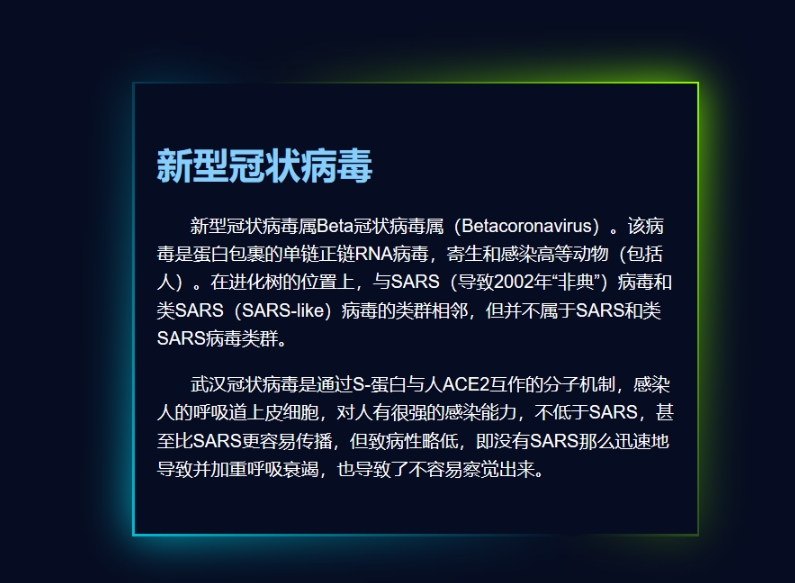 新型冠状病毒
新型冠状病毒属Beta冠状病毒属（Betacoronavirus）。该病
毒是蛋白包裹的单链正链RNA病毒，寄生和感染高等动物（包括
人）。在进化树的位置上，与SARS（导致2002年“非典”）病毒和
类SARS（SARS-like）病毒的类群相邻，但并不属于SARS和类
SARS病毒类群。
武汉冠状病毒是通过S-蛋白与人ACE2互作的分子机制，感染
人的呼吸道上皮细胞，对人有很强的感染能力，不低于SARS，甚
至比SARS更容易传播，但致病性略低，即没有SARS那么迅速地
导致并加重呼吸衰竭，也导致了不容易察觉出来。